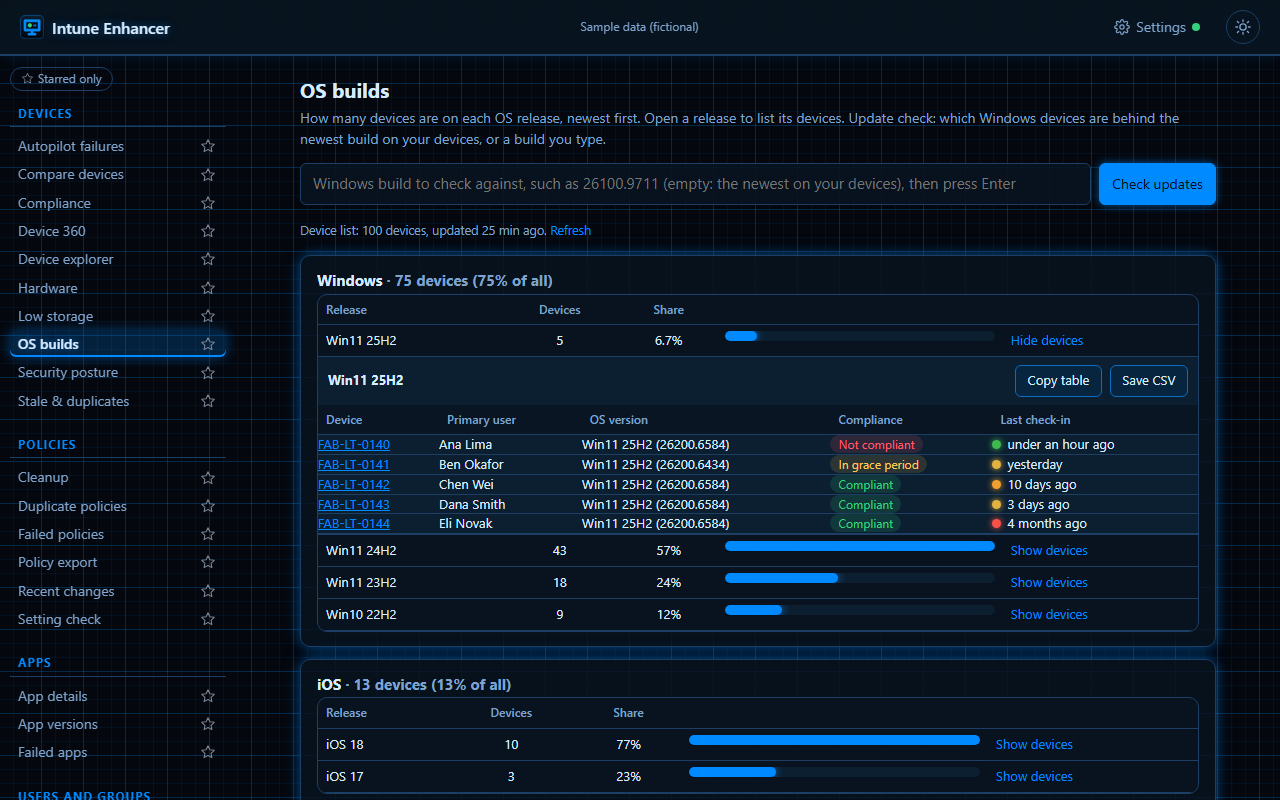 Intune Enhancer
Sample data (fictional)
Settings
Starred only
DEVICES
Autopilot failures
Compare devices
Compliance
Device 360
Device explorer
Hardware
Low storage
OS builds
Security posture
Stale & duplicates
POLICIES
Cleanup
Duplicate policies
Failed policies
Policy export
Recent changes
Setting check
APPS
App details
App versions
Failed apps
USERS AND GROUPS
OS builds
How many devices are on each OS release, newest first. Open a release to list its devices. Update check: which Windows devices are behind the
newest build on your devices, or a build you type.
Windows build to check against, such as 26100.9711 (empty: the newest on your devices), then press Enter
Check updates
Device list: 100 devices, updated 25 min ago. Refresh
Windows · 75 devices (75% of all)
Release Devices Share
Win11 25H2 5 6.7% Hide devices
Win11 25H2 Copy table Save CSV
Device Primary user OS version Compliance Last check-in
FAB-LT-0140 Ana Lima Win11 25H2 (26200.6584) Not compliant under an hour ago
FAB-LT-0141 Ben Okafor Win11 25H2 (26200.6434) In grace period yesterday
FAB-LT-0142 Chen Wei Win11 25H2 (26200.6584) Compliant 10 days ago
FAB-LT-0143 Dana Smith Win11 25H2 (26200.6584) Compliant 3 days ago
FAB-LT-0144 Eli Novak Win11 25H2 (26200.6584) Compliant 4 months ago
Win11 24H2 43 57% Show devices
Win11 23H2 18 24% Show devices
Win10 22H2 9 12% Show devices
iOS · 13 devices (13% of all)
Release Devices Share
iOS 18 10 77% Show devices
iOS 17 3 23% Show devices